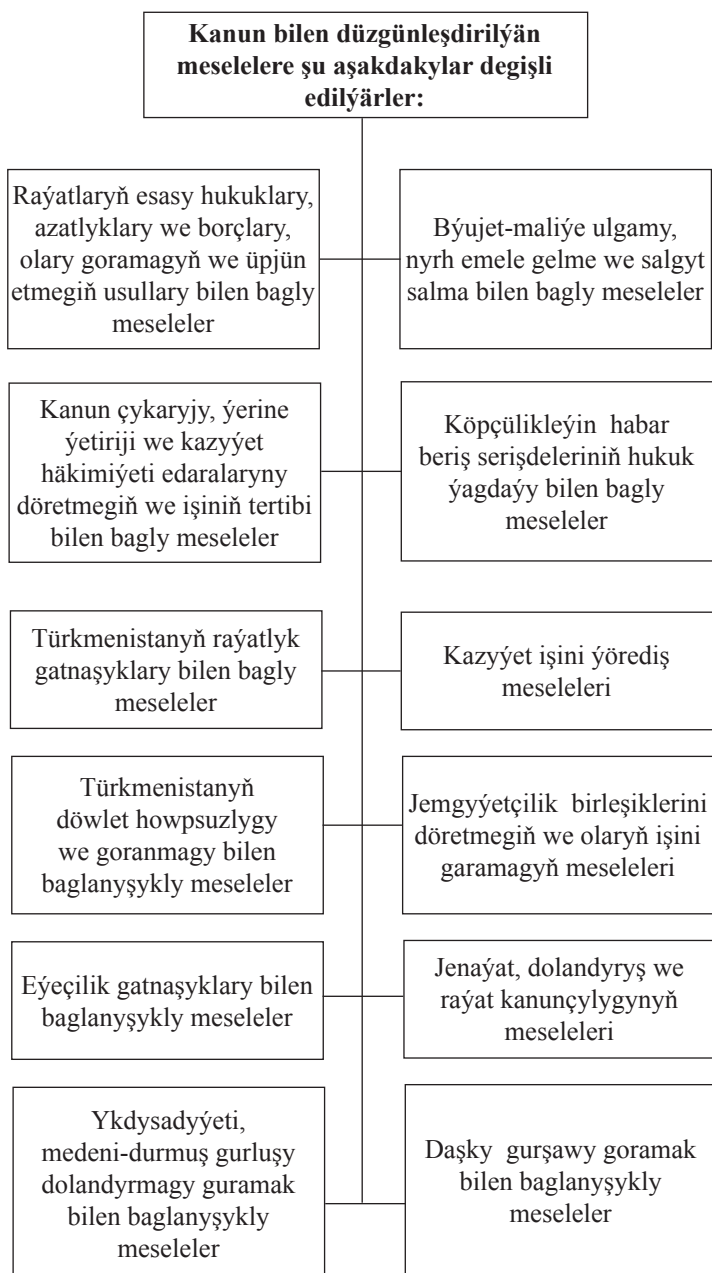 Kanun bilen düzgünleşdirilýän
meselelere şu aşakdakylar degişli
edilýärler:
Raýatlaryň esasy hukuklary,
azatlyklary we borçlary,
olary goramagyň we üpjün
etmegiň usullary bilen bagly
meseleler
Býujet-maliýe ulgamy,
nyrh emele gelme we salgyt
salma bilen bagly meseleler
Kanun çykaryjy, ýerine
ýetiriji we kazyýet
häkimiýeti edaralaryny
döretmegiň we işiniň tertibi
bilen bagly meseleler
Köpçülikleýin habar
beriş serişdeleriniň hukuk
ýagdaýy bilen bagly
meseleler
Türkmenistanyň raýatlyk
gatnaşyklary bilen bagly
meseleler
Kazyýet işini ýörediş
meseleleri
Türkmenistanyň
döwlet howpsuzlygy
we goranmagy bilen
baglanyşykly meseleler
Jemgyýetçilik birleşiklerini
döretmegiň we olaryň işini
garamagyň meseleleri
Eýeçilik gatnaşyklary bilen
baglanyşykly meseleler
Jenaýat, dolandyryş we
raýat kanunçylygynyň
meseleleri
Ykdysadyýeti,
medeni-durmuş gurluşy
dolandyrmagy guramak
bilen baglanyşykly
meseleler
Daşky gurşawy goramak
bilen baglanyşykly
meseleler